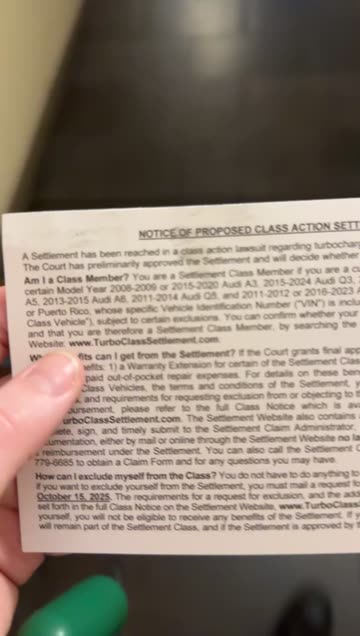 NOTICE OF PROPOSED CLASS ACTION SETT
A Settlement has been reached in a class action lawsuit regarding turbochar
The Court has preliminarily approved the Settlement and will decide whether
Am I a Class Member? You are a Settlement Class Member if you are a c
certain Model Year 2008-2009 or 2015-2020 Audi A3, 2015-2024 Audi Q3,
A5, 2013-2015 Audi A6, 2011-2014 Audi Q5, and 2011-2012 or 2016-2023
or Puerto Rico, whose specific Vehicle Identification Number ("VIN") is inclu
Class Vehicle"), subject to certain exclusions. You can confirm whether your
and that you are therefore a Settlement Class Member, by searching the
Website: www.TurboClassSettlement.com.
fits can I get from the Settlement? If the Court grants final app
efits: 1) a Warranty Extension for certain of the Settlement Clas
paid out-of-pocket repair expenses. For details on these ben
Class Vehicles, the terms and conditions of the Settlement,
and requirements for requesting exclusion from or objecting to t
ursement, please refer to the full Class Notice which is avai
urboClassSettlement.com. The Settlement Website also contains
lete, sign, and timely submit to the Settlement Claim Administrator,
umentation, either by mail or online through the Settlement Website no la
reimbursement under the Settlement. You can also call the Settlement C
779-6685 to obtain a Claim Form and for any questions you may have.
How can I exclude myself from the Class? You do not have to do anything to
if you want to exclude yourself from the Settlement, you must mail a request fo
October 15, 2025. The requirements for a request for exclusion, and the add
set forth in the full Class Notice on the Settlement Website, www.TurboClass
yourself, you will not be eligible to receive any benefits of the Settlement. If y
will remain part of the Settlement Class, and if the Settlement is approved by t